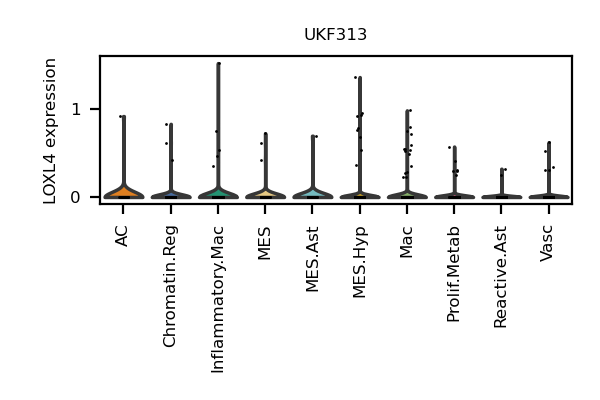 UKF313
LOXL4 expression
1
0
AC
Chromatin.Reg
Inflammatory.Mac
MES
MES.Ast
MES.Hyp
Mac
Prolif.Metab
Reactive.Ast
Vasc